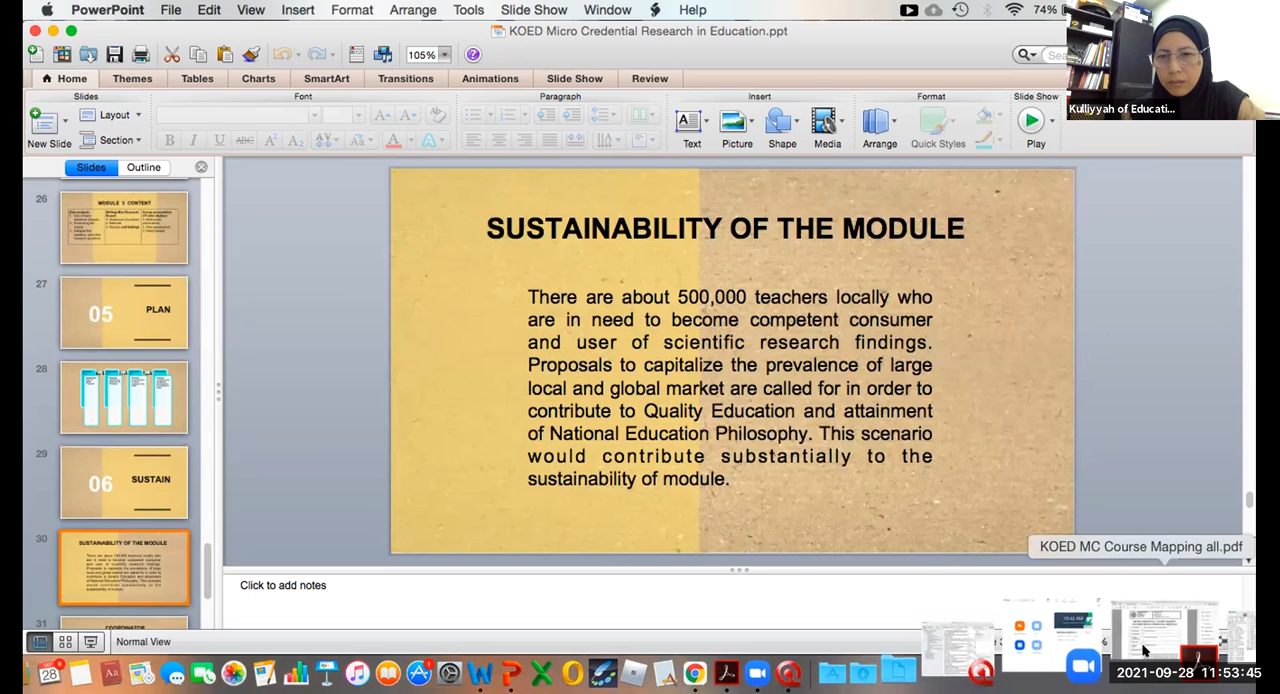 PowerPoint File Edit View Insert Format Arrange Tools Slide Show Window Help
74%
KOED Micro Credential Research in Education.ppt
105%
Home Themes Tables Charts SmartArt Transitions Animations Slide Show Review
Slides Font Paragraph Insert Format Slide Show
New Slide Layout Section
B I U ABC A² A₂ AV Aa A A
Text Picture Shape Media Arrange Quick Styles Play
Kulliyyah of Educati...
Slides Outline
26
MODULE 3 CONTENT
27
05 PLAN
28
29
06 SUSTAIN
30
SUSTAINABILITY OF THE MODULE
31
COORDINATOR
SUSTAINABILITY OF THE MODULE
There are about 500,000 teachers locally who
are in need to become competent consumer
and user of scientific research findings.
Proposals to capitalize the prevalence of large
local and global market are called for in order to
contribute to Quality Education and attainment
of National Education Philosophy. This scenario
would contribute substantially to the
sustainability of module.
KOED MC Course Mapping all.pdf
Click to add notes
Normal View
28
2021-09-28 11:53:45